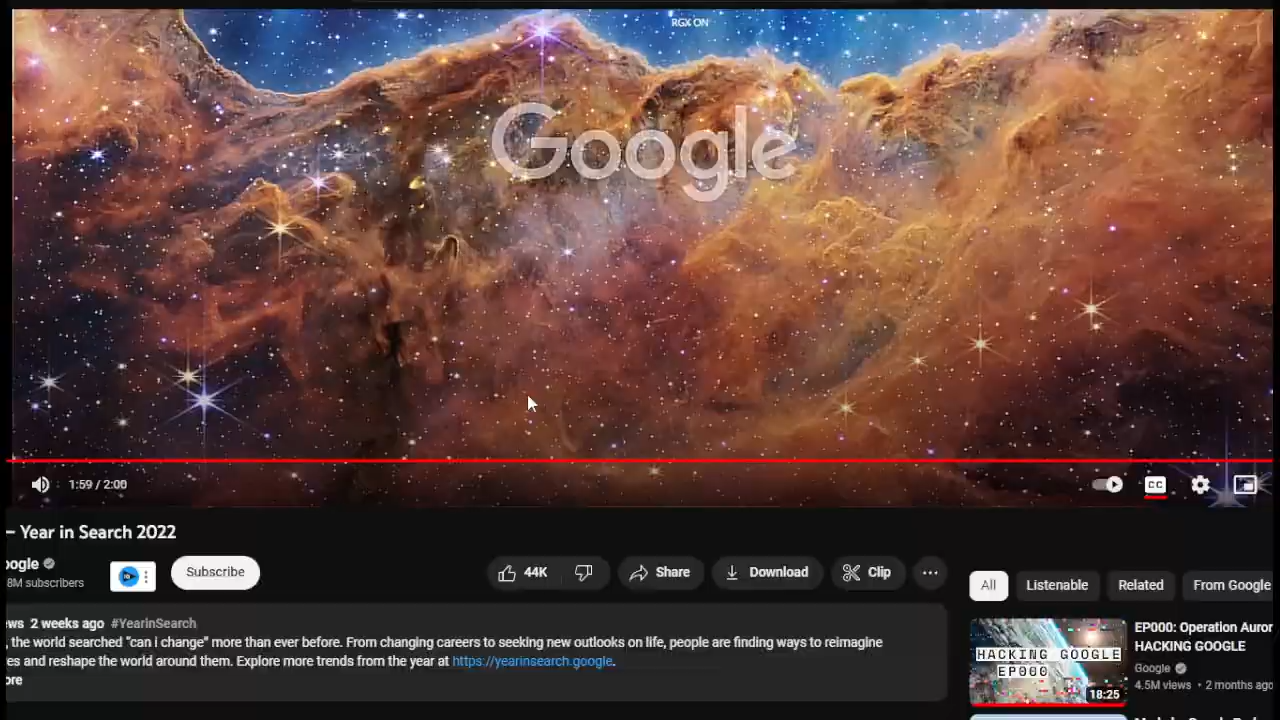 RGX ON
Google
1:59 / 2:00
CC
– Year in Search 2022
oogle
8M subscribers
Subscribe
44K
Share
Download
Clip
ews 2 weeks ago #YearinSearch
, the world searched "can i change" more than ever before. From changing careers to seeking new outlooks on life, people are finding ways to reimagine
es and reshape the world around them. Explore more trends from the year at https://yearinsearch.google.
ore
All
Listenable
Related
From Google
HACKING GOOGLE
EP000
18:25
EP000: Operation Auror
HACKING GOOGLE
Google
4.5M views • 2 months ago